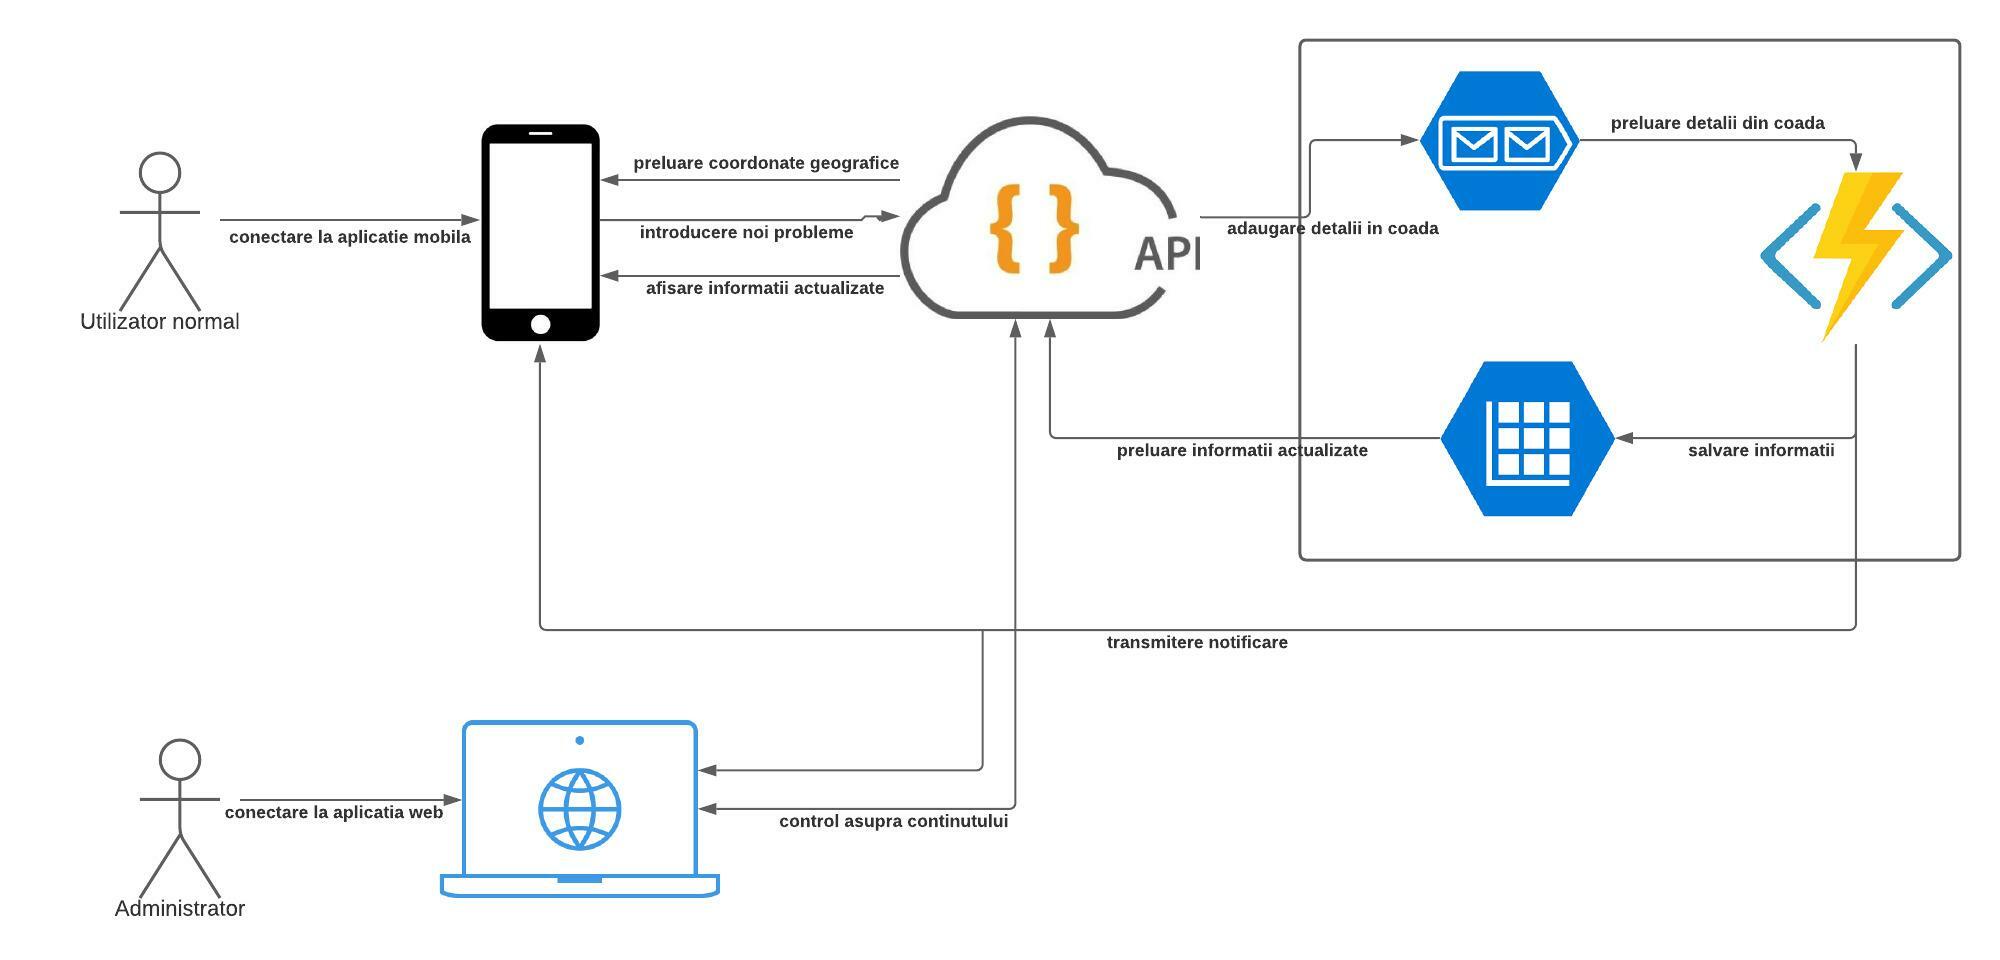 preluare detalii din coada
preluare coordonate geografice
conectare la aplicatie mobila
introducere noi probleme
adaugare detalii in coada
{ }
API
afisare informatii actualizate
Utilizator normal
preluare informatii actualizate
salvare informatii
transmitere notificare
conectare la aplicatia web
control asupra continutului
Administrator